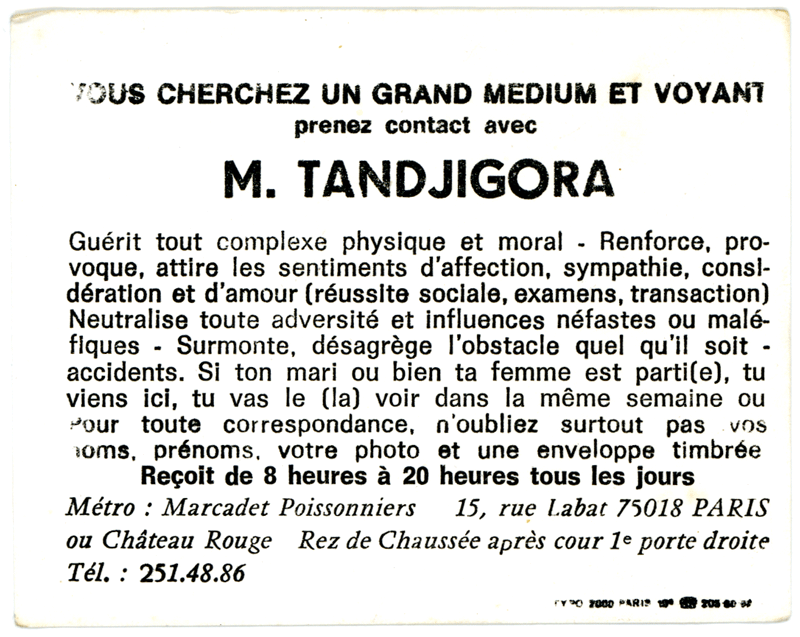 VOUS CHERCHEZ UN GRAND MEDIUM ET VOYANT
prenez contact avec
M. TANDJIGORA
Guérit tout complexe physique et moral - Renforce, pro-
voque, attire les sentiments d'affection, sympathie, consi-
dération et d'amour (réussite sociale, examens, transaction)
Neutralise toute adversité et influences néfastes ou malé-
fiques - Surmonte, désagrège l'obstacle quel qu'il soit -
accidents. Si ton mari ou bien ta femme est parti(e), tu
viens ici, tu vas le (la) voir dans la même semaine ou
Pour toute correspondance, n'oubliez surtout pas vos
noms, prénoms, votre photo et une enveloppe timbrée
Reçoit de 8 heures à 20 heures tous les jours
Métro : Marcadet Poissonniers 15, rue Labat 75018 PARIS
ou Château Rouge Rez de Chaussée après cour 1e porte droite
Tél. : 251.48.86
2000 PARIS